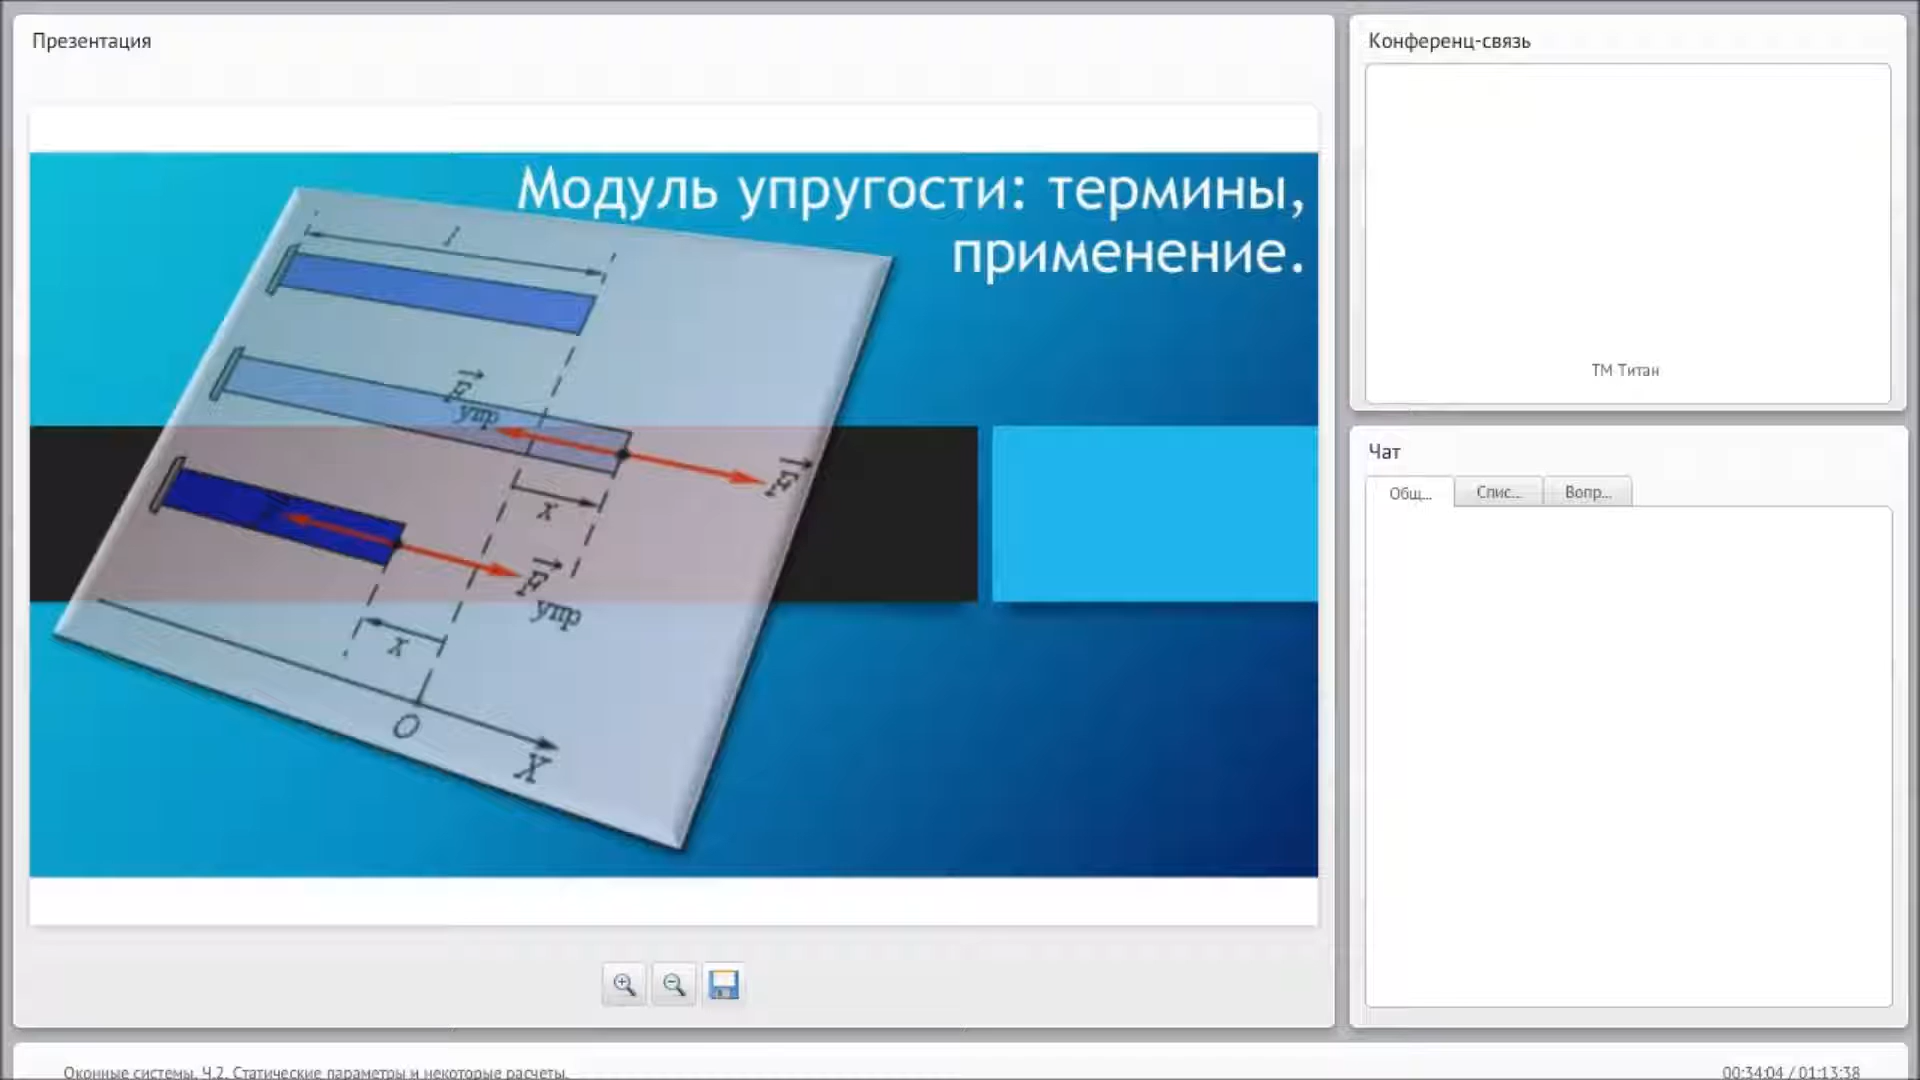 Презентация
Модуль упругости: термины,
применение.
l
F
упр
F
x
F
упр
x
O
X
Конференц-связь
ТМ Титан
Чат
Общ...
Спис...
Вопр...
Оконные системы. Ч.2. Статические параметры и некоторые расчеты.
00:34:04 / 01:13:38